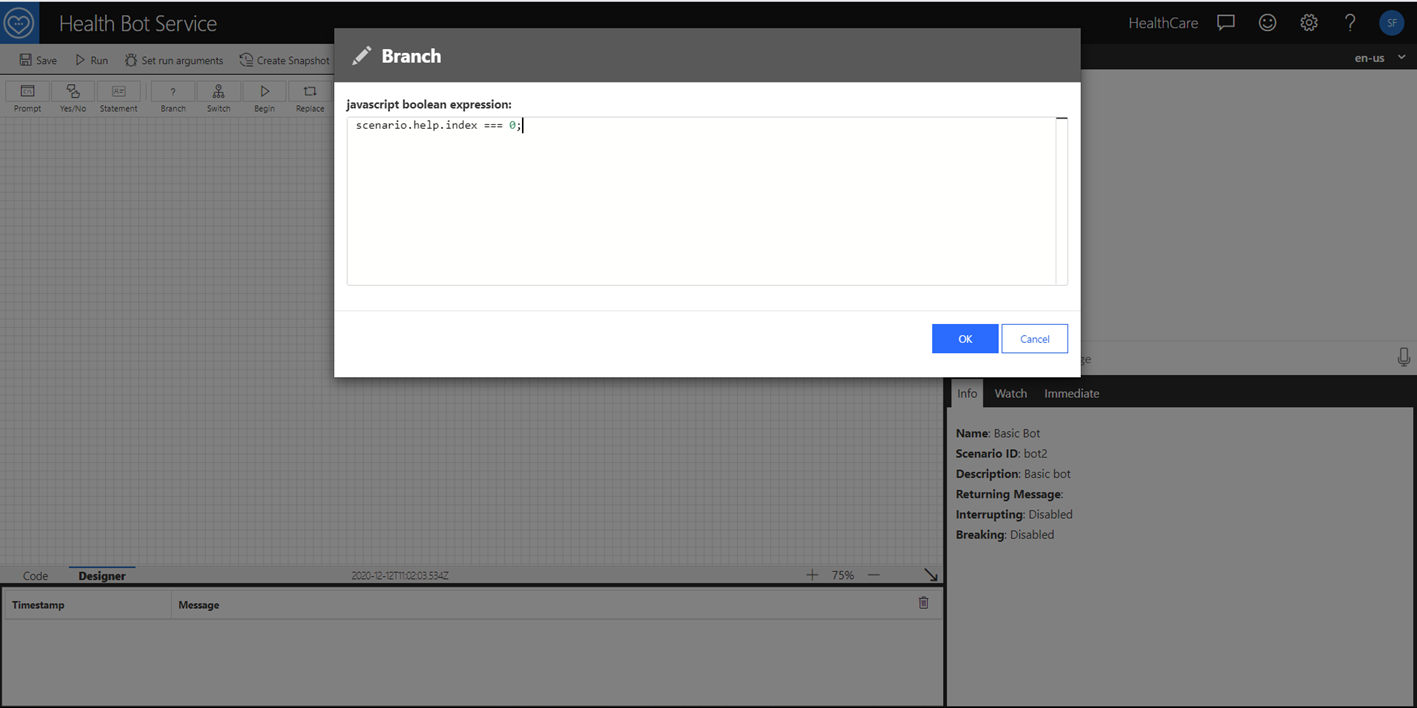 Health Bot Service
HealthCare
SF
Save Run Set run arguments Create Snapshot
en-us
Prompt Yes/No Statement ? Branch Switch Begin Replace
Branch
javascript boolean expression:
scenario.help.index === 0;
OK Cancel
ge
Info Watch Immediate
Name: Basic Bot
Scenario ID: bot2
Description: Basic bot
Returning Message:
Interrupting: Disabled
Breaking: Disabled
Code Designer 2020-12-12T11:02:03.534Z 75%
Timestamp Message